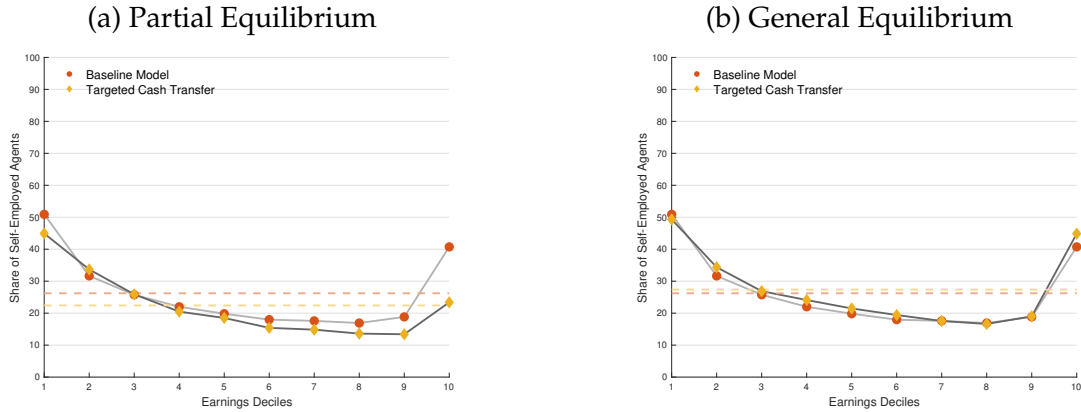 (a) Partial Equilibrium
100
90
80
70
60
50
40
30
20
10
0
Share of Self-Employed Agents
Baseline Model
Targeted Cash Transfer
1 2 3 4 5 6 7 8 9 10
Earnings Deciles
(b) General Equilibrium
100
90
80
70
60
50
40
30
20
10
0
Share of Self-Employed Agents
Baseline Model
Targeted Cash Transfer
1 2 3 4 5 6 7 8 9 10
Earnings Deciles